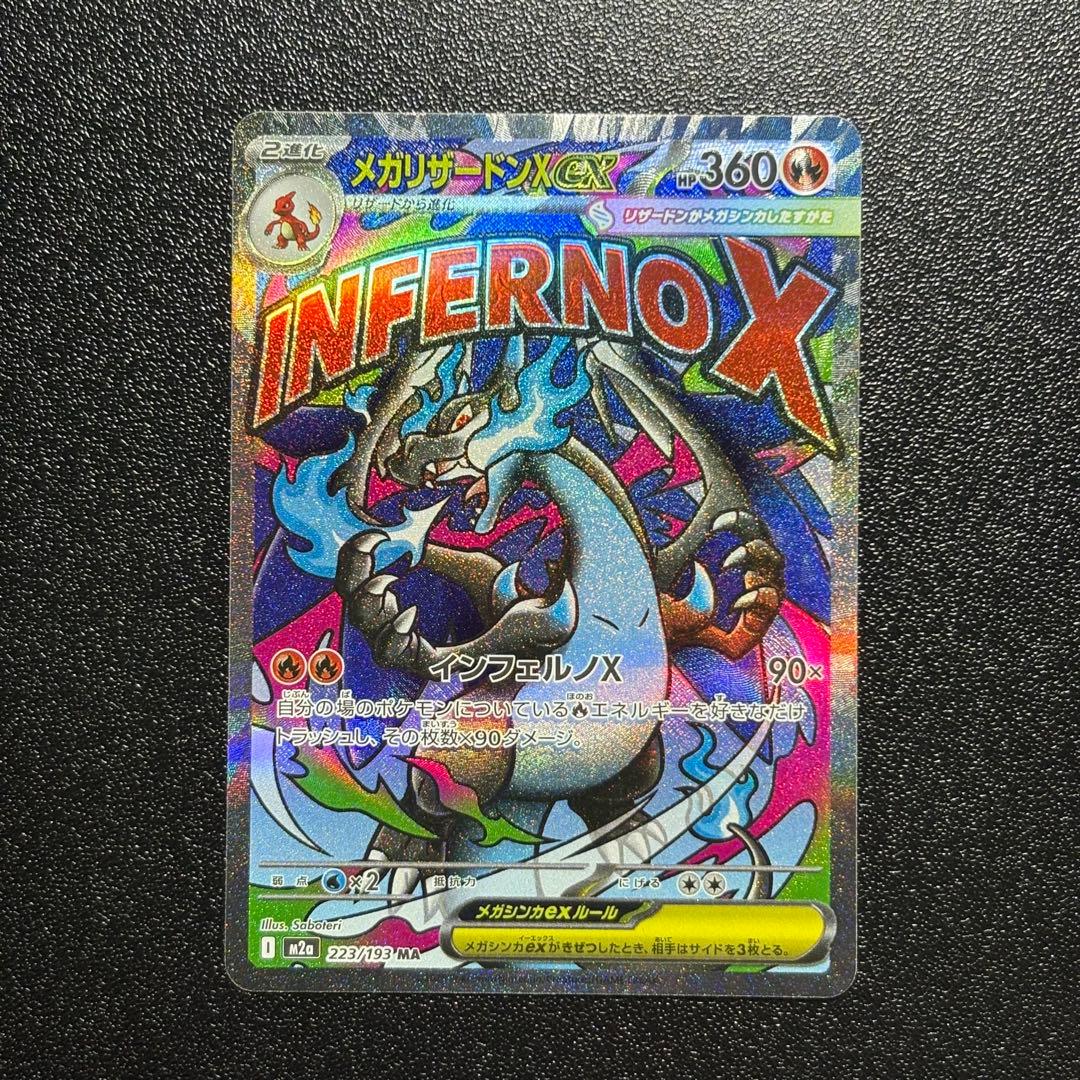 2進化
メガリザードンXex
HP360
リザードから進化
リザードンがメガシンカしたすがた
INFERNO X
インフェルノX
90×
自分の場のポケモンについているエネルギーを好きなだけ
トラッシュし、その枚数×90ダメージ。
弱点 ×2 抵抗力 にげる
メガシンカexルール
メガシンカexがきぜつしたとき、相手はサイドを3枚とる。
Illus. Saboteri
I m2a 223/193 MA